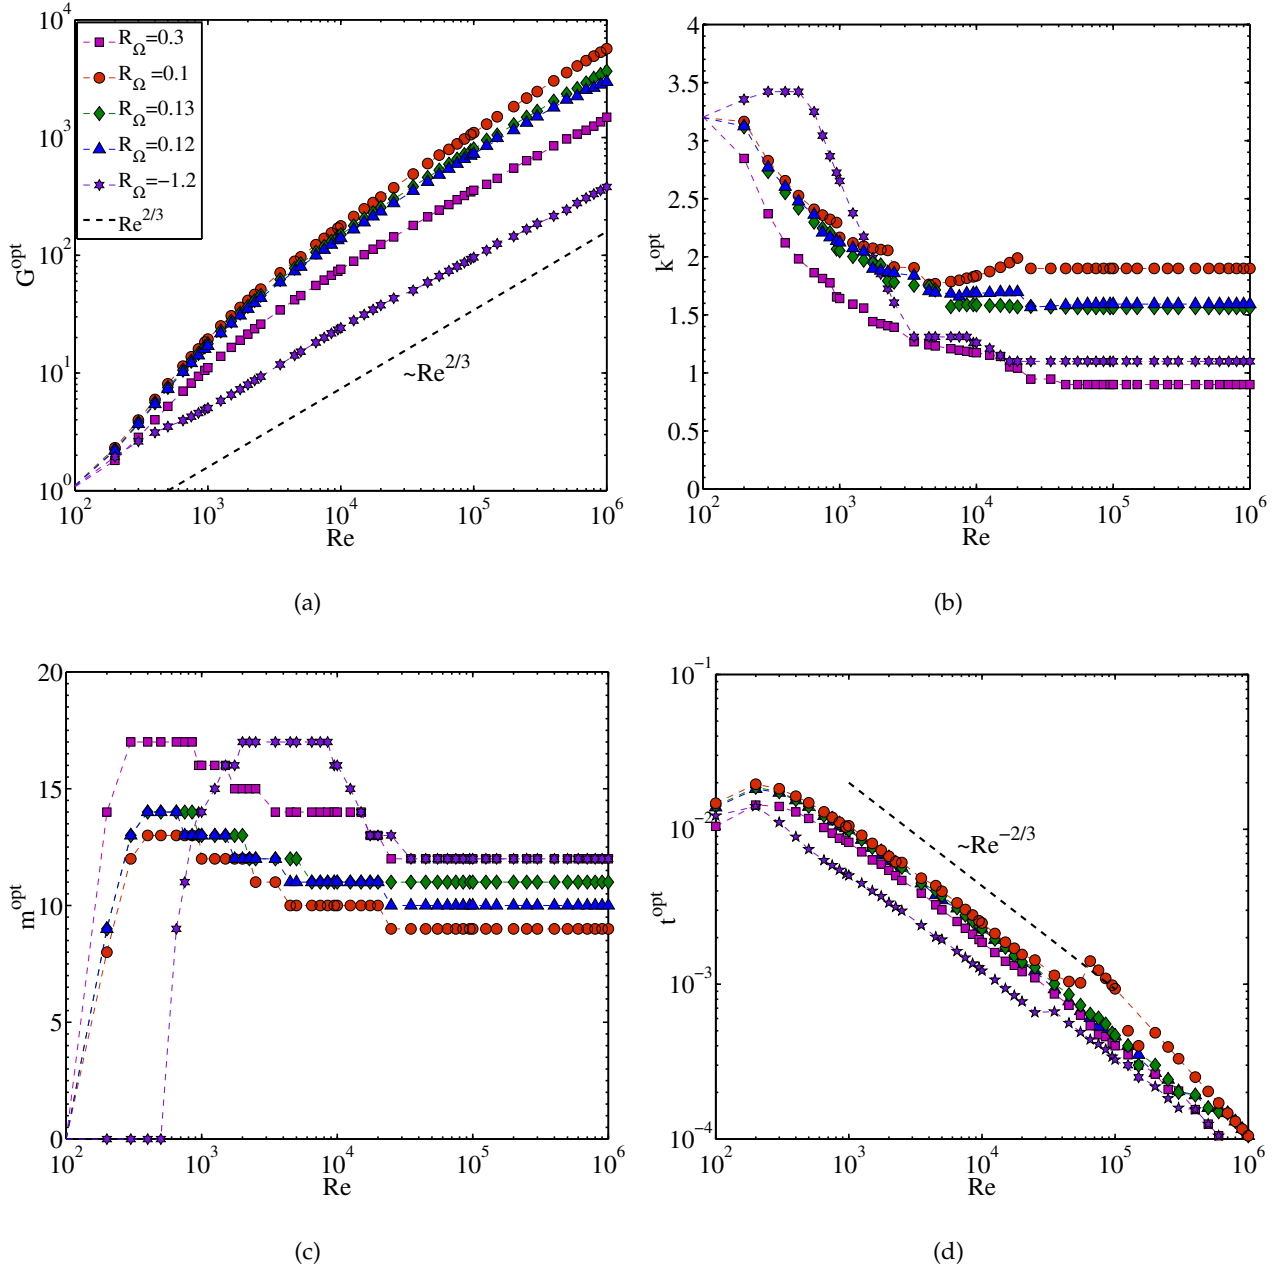 10^4
10^3
10^2
10^1
10^0
G^opt
R_Ω=0.3
R_Ω=0.1
R_Ω=0.13
R_Ω=0.12
R_Ω=−1.2
Re^2/3
~Re^2/3
10^2 10^3 10^4 10^5 10^6
Re
(a)
4
3.5
3
2.5
2
1.5
1
0.5
0
k^opt
10^2 10^3 10^4 10^5 10^6
Re
(b)
20
15
10
5
0
m^opt
10^2 10^3 10^4 10^5 10^6
Re
(c)
10^−1
10^−2
10^−3
10^−4
t^opt
~Re^−2/3
10^2 10^3 10^4 10^5 10^6
Re
(d)